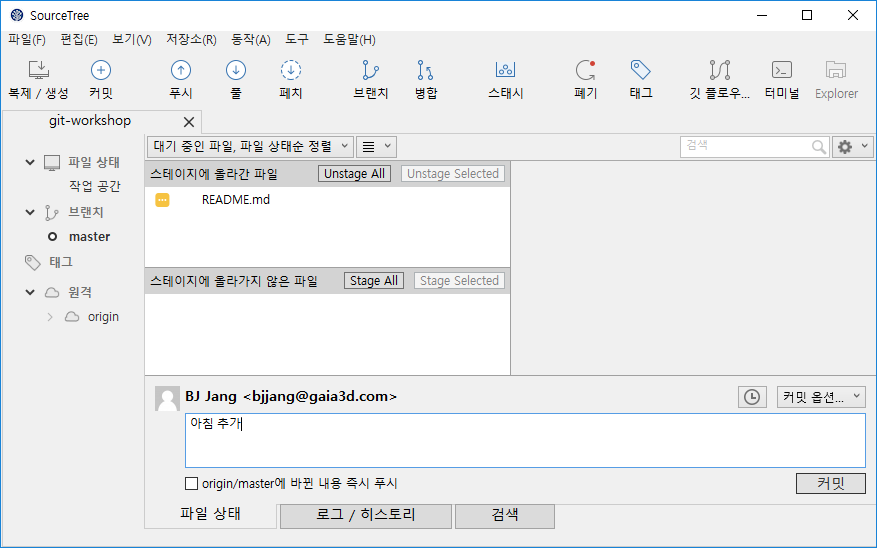 SourceTree
파일(F) 편집(E) 보기(V) 저장소(R) 동작(A) 도구 도움말(H)
복제 / 생성 커밋 푸시 풀 페치 브랜치 병합 스태시 폐기 태그 깃 플로우... 터미널 Explorer
git-workshop
대기 중인 파일, 파일 상태순 정렬
검색
파일 상태
작업 공간
브랜치
master
태그
원격
origin
스테이지에 올라간 파일 Unstage All Unstage Selected
README.md
스테이지에 올라가지 않은 파일 Stage All Stage Selected
BJ Jang <bjjang@gaia3d.com>
커밋 옵션...
아침 추가
origin/master에 바뀐 내용 즉시 푸시
커밋
파일 상태 로그 / 히스토리 검색